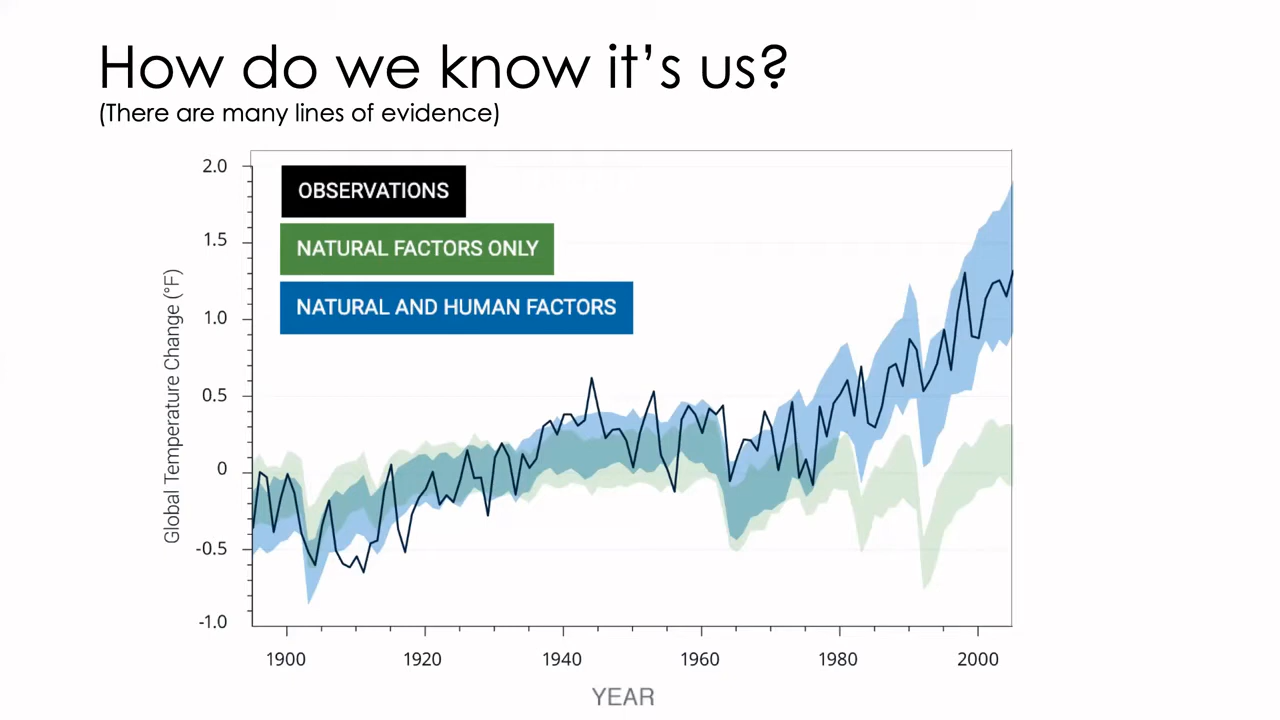 How do we know it's us?
(There are many lines of evidence)
OBSERVATIONS
NATURAL FACTORS ONLY
NATURAL AND HUMAN FACTORS
Global Temperature Change (°F)
2.0
1.5
1.0
0.5
0
-0.5
-1.0
1900 1920 1940 1960 1980 2000
YEAR